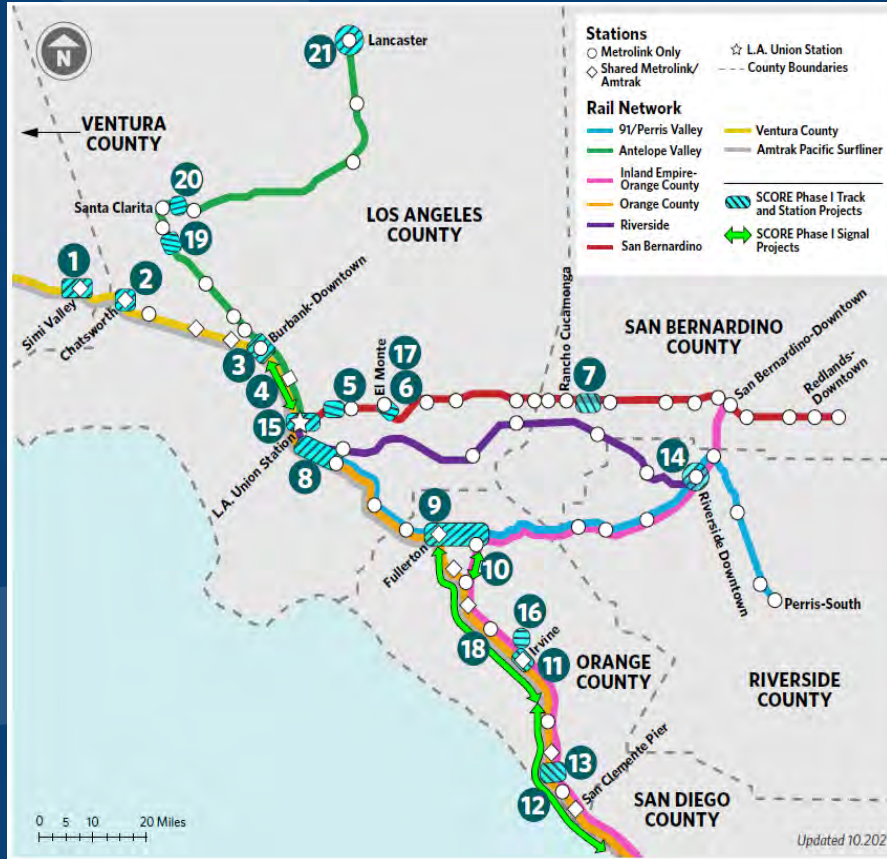 N
21
Lancaster
VENTURA
COUNTY
20
Santa Clarita
19
LOS ANGELES
COUNTY
1
Simi Valley
2
Chatsworth
3
Burbank-Downtown
4
15
L.A. Union Station
5
El Monte
17
6
Rancho Cucamonga
7
SAN BERNARDINO
COUNTY
San Bernardino-Downtown
Redlands-
Downtown
8
14
Riverside Downtown
9
Fullerton
10
Perris-South
16
Irvine
18
11
ORANGE
COUNTY
RIVERSIDE
COUNTY
13
San Clemente Pier
12
SAN DIEGO
COUNTY
0 5 10 20 Miles
Stations
Metrolink Only
Shared Metrolink/
Amtrak
L.A. Union Station
County Boundaries
Rail Network
91/Perris Valley
Antelope Valley
Inland Empire-
Orange County
Orange County
Riverside
San Bernardino
Ventura County
Amtrak Pacific Surfliner
SCORE Phase I Track
and Station Projects
SCORE Phase I Signal
Projects
Updated